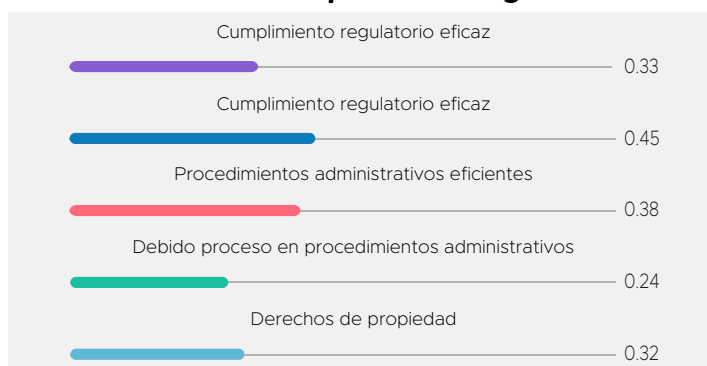 Cumplimiento regulatorio eficaz
0.33
Cumplimiento regulatorio eficaz
0.45
Procedimientos administrativos eficientes
0.38
Debido proceso en procedimientos administrativos
0.24
Derechos de propiedad
0.32